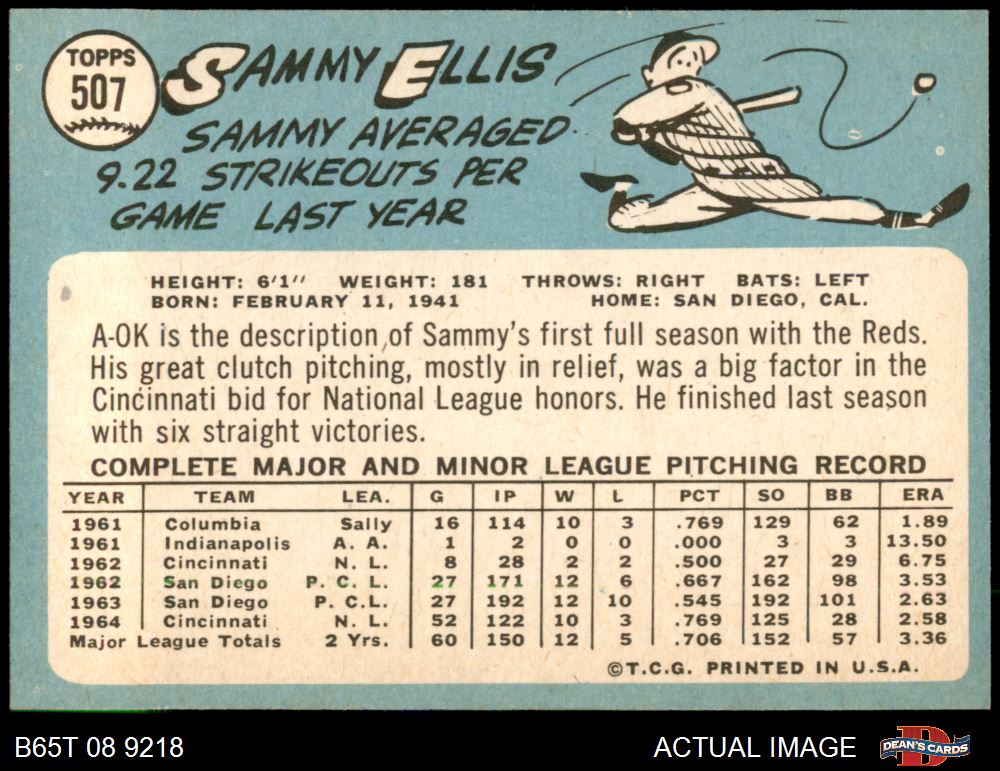 TOPPS
507
SAMMY ELLIS
SAMMY AVERAGED
9.22 STRIKEOUTS PER
GAME LAST YEAR
HEIGHT: 6'1" WEIGHT: 181 THROWS: RIGHT BATS: LEFT
BORN: FEBRUARY 11, 1941 HOME: SAN DIEGO, CAL.
A-OK is the description of Sammy's first full season with the Reds.
His great clutch pitching, mostly in relief, was a big factor in the
Cincinnati bid for National League honors. He finished last season
with six straight victories.
COMPLETE MAJOR AND MINOR LEAGUE PITCHING RECORD
YEAR TEAM LEA. G IP W L PCT SO BB ERA
1961 Columbia Sally 16 114 10 3 .769 129 62 1.89
1961 Indianapolis A. A. 1 2 0 0 .000 3 3 13.50
1962 Cincinnati N. L. 8 28 2 2 .500 27 29 6.75
1962 San Diego P. C. L. 27 171 12 6 .667 162 98 3.53
1963 San Diego P. C.L. 27 192 12 10 .545 192 101 2.63
1964 Cincinnati N. L. 52 122 10 3 .769 125 28 2.58
Major League Totals 2 Yrs. 60 150 12 5 .706 152 57 3.36
©T.C.G. PRINTED IN U.S.A.
B65T 08 9218 ACTUAL IMAGE DEAN'S CARDS